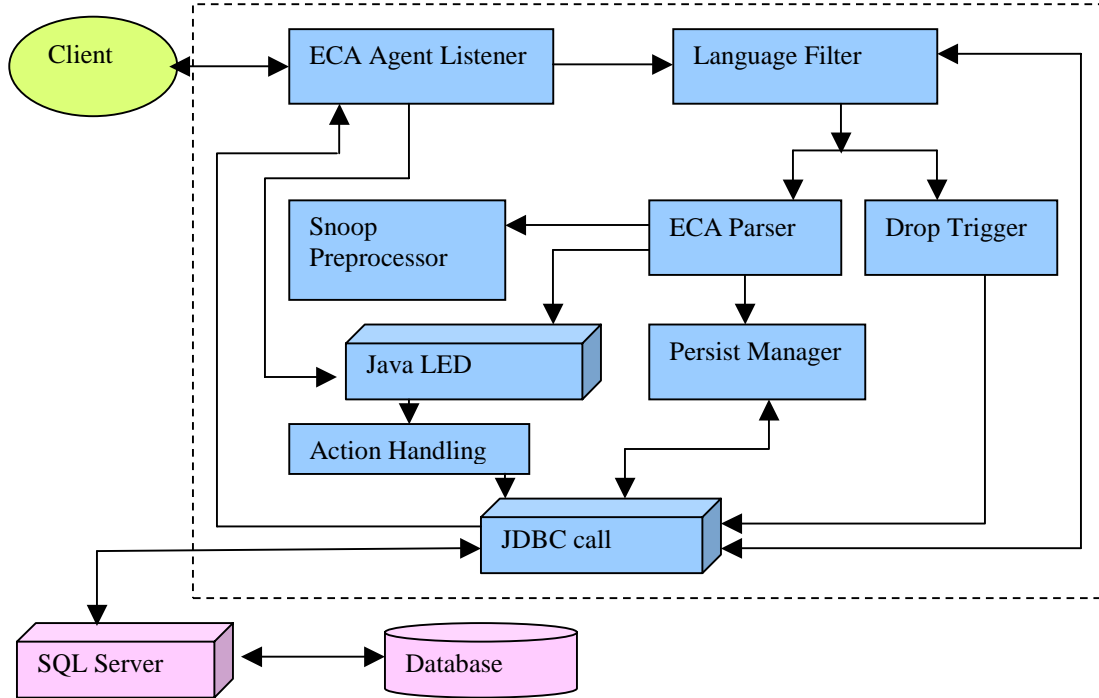 Client
ECA Agent Listener
Language Filter
Snoop
Preprocessor
ECA Parser
Drop Trigger
Java LED
Persist Manager
Action Handling
JDBC call
SQL Server
Database